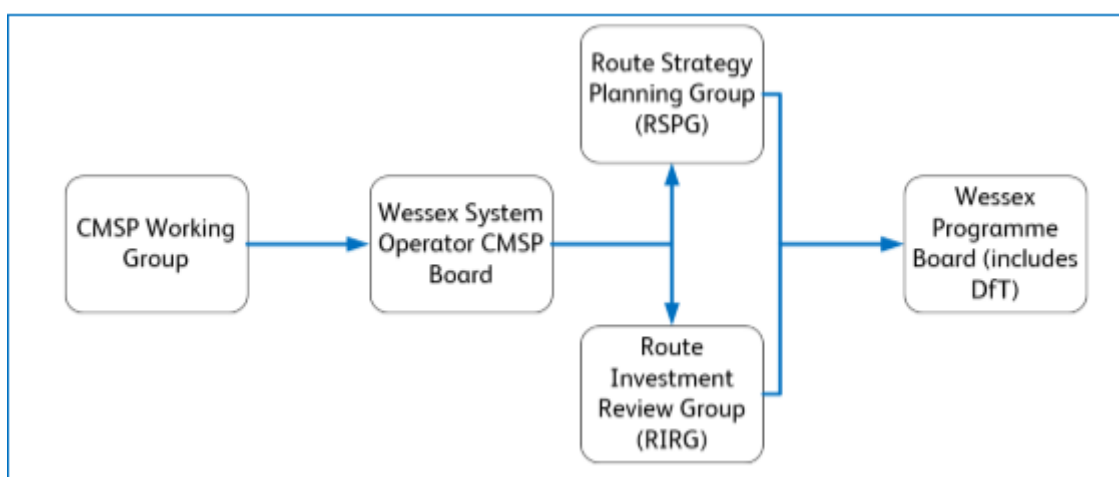 CMSP Working
Group
Wessex System
Operator CMSP
Board
Route Strategy
Planning Group
(RSPG)
Route
Investment
Review Group
(RIRG)
Wessex
Programme
Board (includes
DfT)